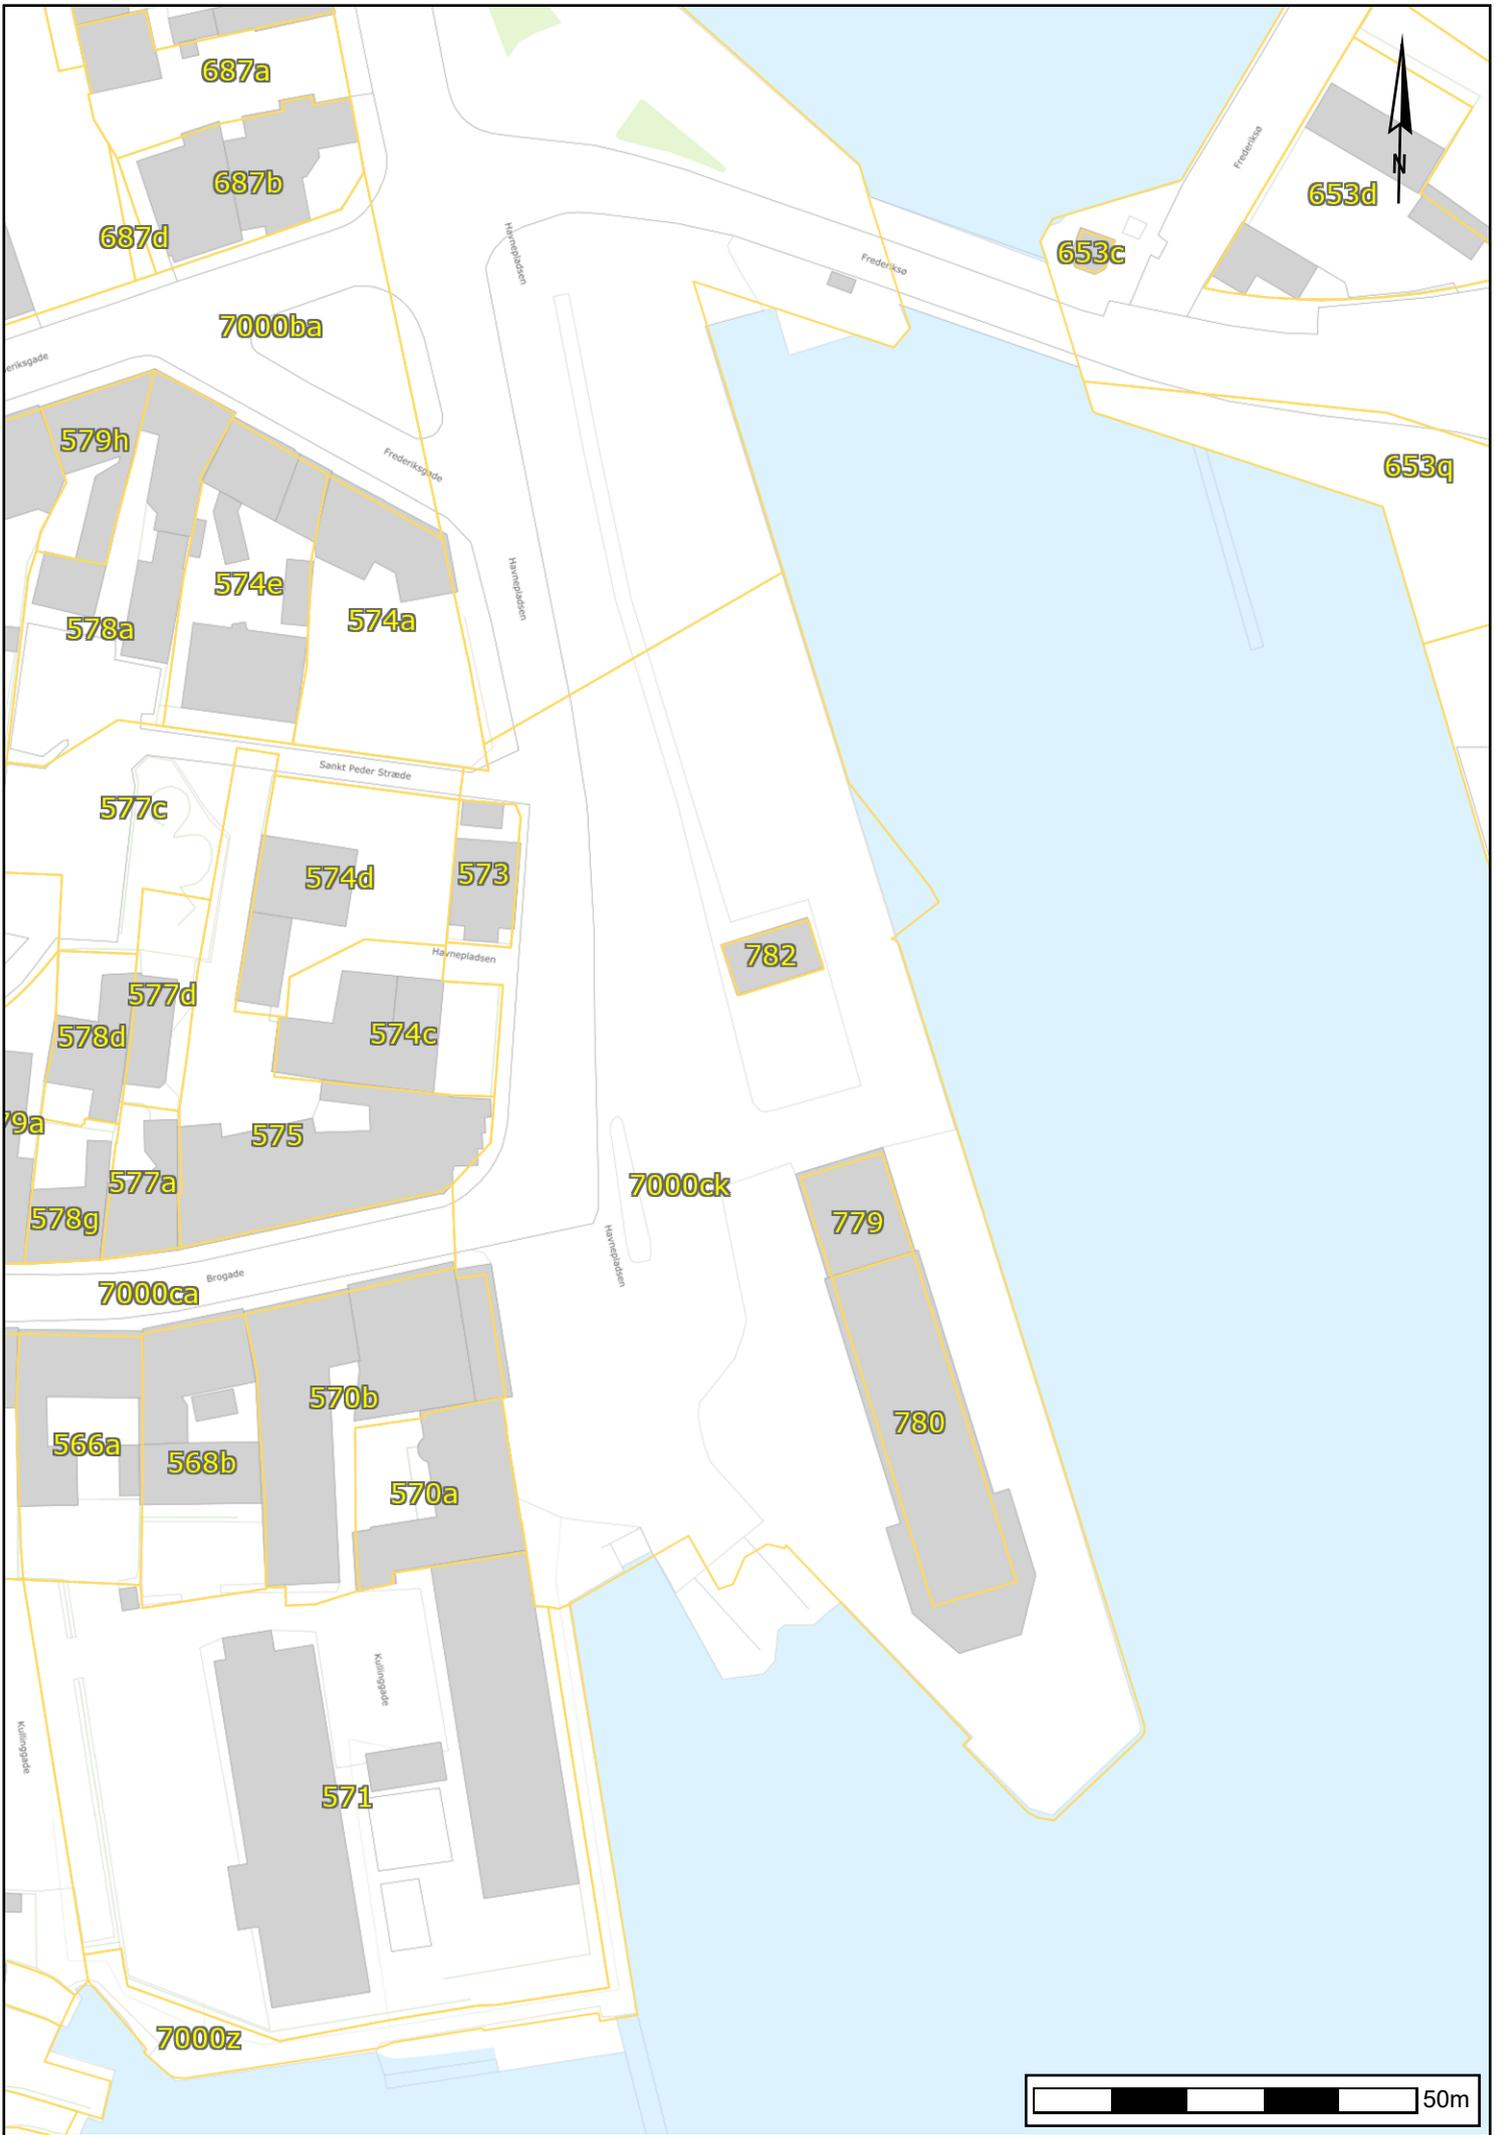 687a
687b
687d
Havnepladsen
Frederiksø
Frederiksø
N
653d
653c
7000ba
eriksgade
579h
Frederiksgade
653q
574e
574a
578a
Havnepladsen
Sankt Peder Stræde
577c
574d
573
Havnepladsen
782
577d
578d
574c
79a
575
577a
578g
7000ck
779
Havnepladsen
Brogade
7000ca
570b
780
566a
568b
570a
Kullinggade
Kullinggade
571
7000z
50m